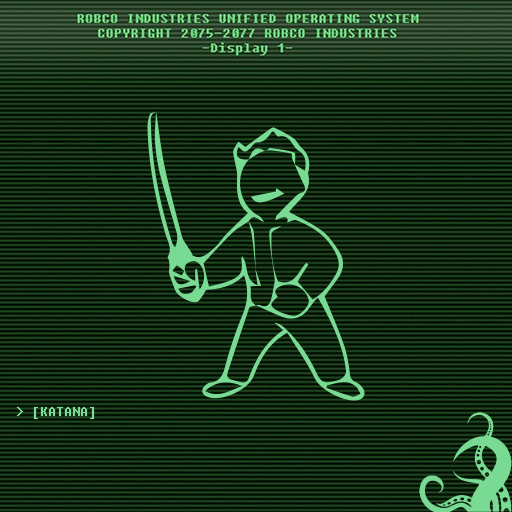 ROBCO INDUSTRIES UNIFIED OPERATING SYSTEM
COPYRIGHT 2075-2077 ROBCO INDUSTRIES
-Display 1-
> [KATANA]